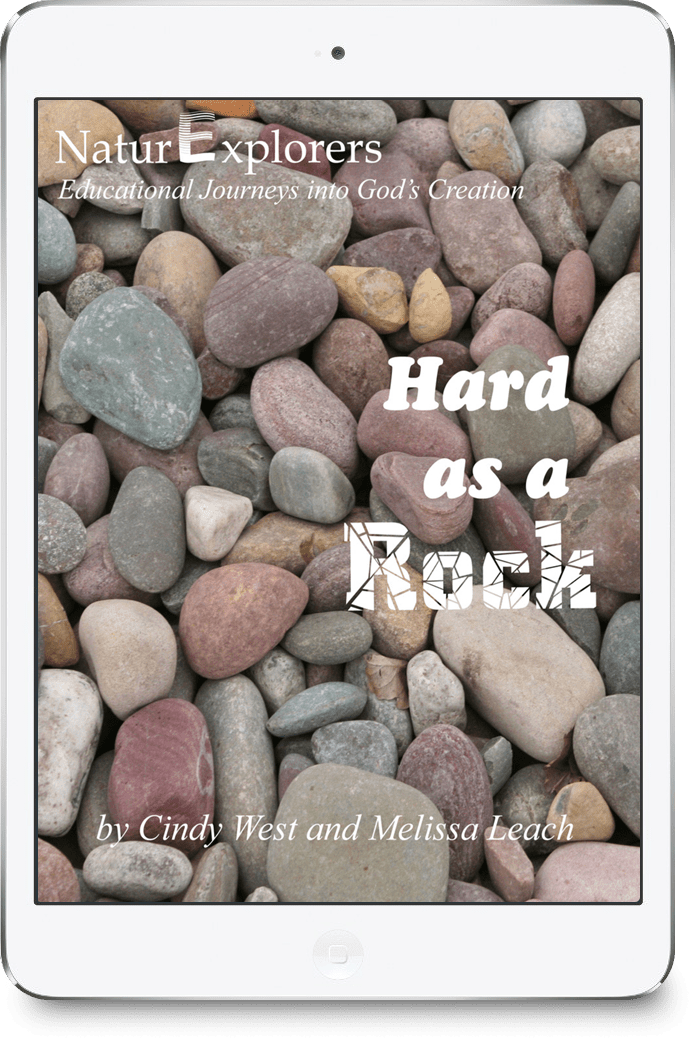 NaturExplorers
Educational Journeys into God's Creation
Hard
as a
Rock
by Cindy West and Melissa Leach